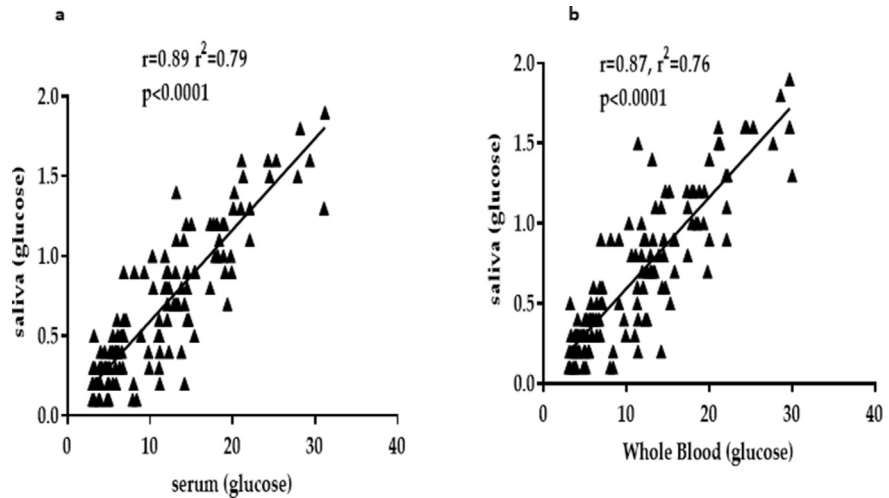 a
r=0.89 r²=0.79
p<0.0001
2.0
1.5
1.0
0.5
0.0
saliva (glucose)
0 10 20 30 40
serum (glucose)
b
r=0.87, r²=0.76
p<0.0001
2.0
1.5
1.0
0.5
0.0
saliva (glucose)
0 10 20 30 40
Whole Blood (glucose)